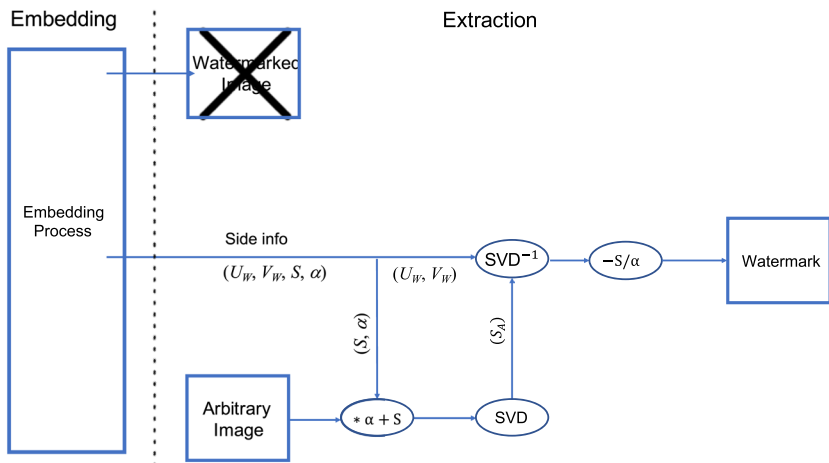 Embedding
Extraction
Watermarked
Image
Embedding
Process
Side info
(U_W, V_W, S, α)
(U_W, V_W)
SVD⁻¹
−S/α
Watermark
(S, α)
(S_A)
Arbitrary
Image
* α + S
SVD